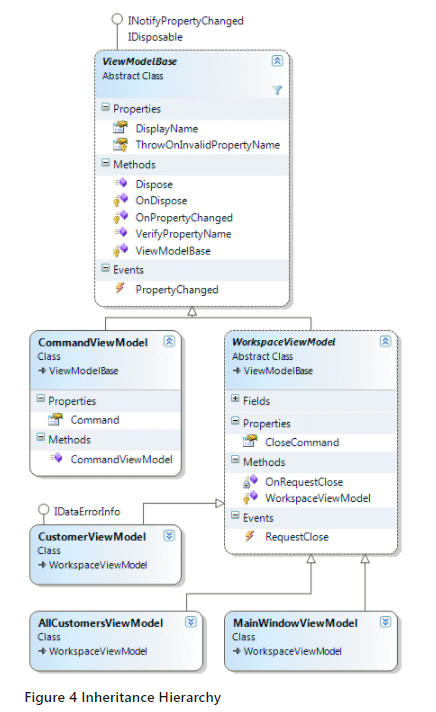 INotifyPropertyChanged
IDisposable
ViewModelBase
Abstract Class
Properties
DisplayName
ThrowOnInvalidPropertyName
Methods
Dispose
OnDispose
OnPropertyChanged
VerifyPropertyName
ViewModelBase
Events
PropertyChanged
CommandViewModel
Class
ViewModelBase
Properties
Command
Methods
CommandViewModel
WorkspaceViewModel
Abstract Class
ViewModelBase
Fields
Properties
CloseCommand
Methods
OnRequestClose
WorkspaceViewModel
Events
RequestClose
IDataErrorInfo
CustomerViewModel
Class
WorkspaceViewModel
AllCustomersViewModel
Class
WorkspaceViewModel
MainWindowViewModel
Class
WorkspaceViewModel
Figure 4 Inheritance Hierarchy